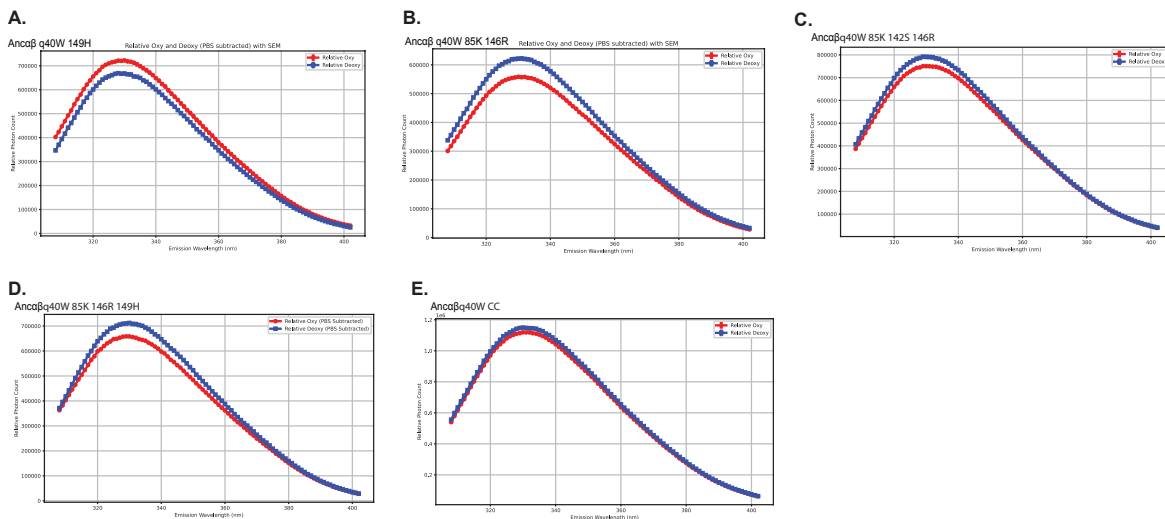 A.
Ancαβ q40W 149H
Relative Oxy and Deoxy (PBS subtracted) with SEM
Relative Oxy
Relative Deoxy
700000
600000
500000
400000
300000
200000
100000
0
Relative Photon Count
320
340
360
380
400
Emission Wavelength (nm)
B.
Ancαβ q40W 85K 146R
Relative Oxy and Deoxy (PBS subtracted) with SEM
Relative Oxy
Relative Deoxy
600000
500000
400000
300000
200000
100000
0
Relative Photon Count
320
340
360
380
400
Emission Wavelength (nm)
C.
Ancαβq40W 85K 142S 146R
Relative Oxy
Relative Deoxy
800000
700000
600000
500000
400000
300000
200000
100000
Relative Photon Count
320
340
360
380
400
Emission Wavelength (nm)
D.
Ancαβq40W 85K 146R 149H
Relative Oxy (PBS Subtracted)
Relative Deoxy (PBS Subtracted)
700000
600000
500000
400000
300000
200000
100000
0
Relative Photon Count
320
340
360
380
400
Emission Wavelength (nm)
E.
Ancαβq40W CC
1e6
Relative Oxy
Relative Deoxy
1.2
1.0
0.8
0.6
0.4
0.2
Relative Photon Count
320
340
360
380
400
Emission Wavelength (nm)